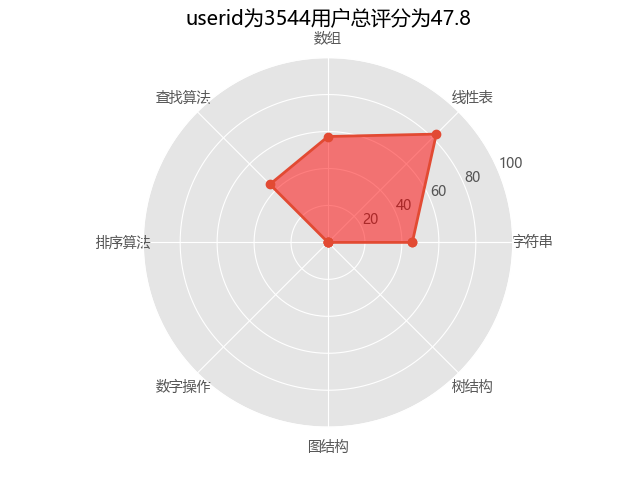 userid为3544用户总评分为47.8
数组
查找算法
线性表
100
80
60
40
20
排序算法
字符串
数字操作
树结构
图结构